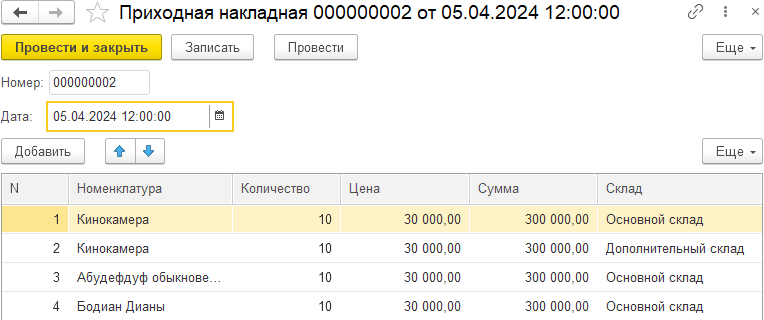 Приходная накладная 000000002 от 05.04.2024 12:00:00
Провести и закрыть Записать Провести Еще
Номер: 000000002
Дата: 05.04.2024 12:00:00
Добавить Еще
N Номенклатура Количество Цена Сумма Склад
1 Кинокамера 10 30 000,00 300 000,00 Основной склад
2 Кинокамера 10 30 000,00 300 000,00 Дополнительный склад
3 Абудефдуф обыкнове... 10 30 000,00 300 000,00 Основной склад
4 Бодиан Дианы 10 30 000,00 300 000,00 Основной склад